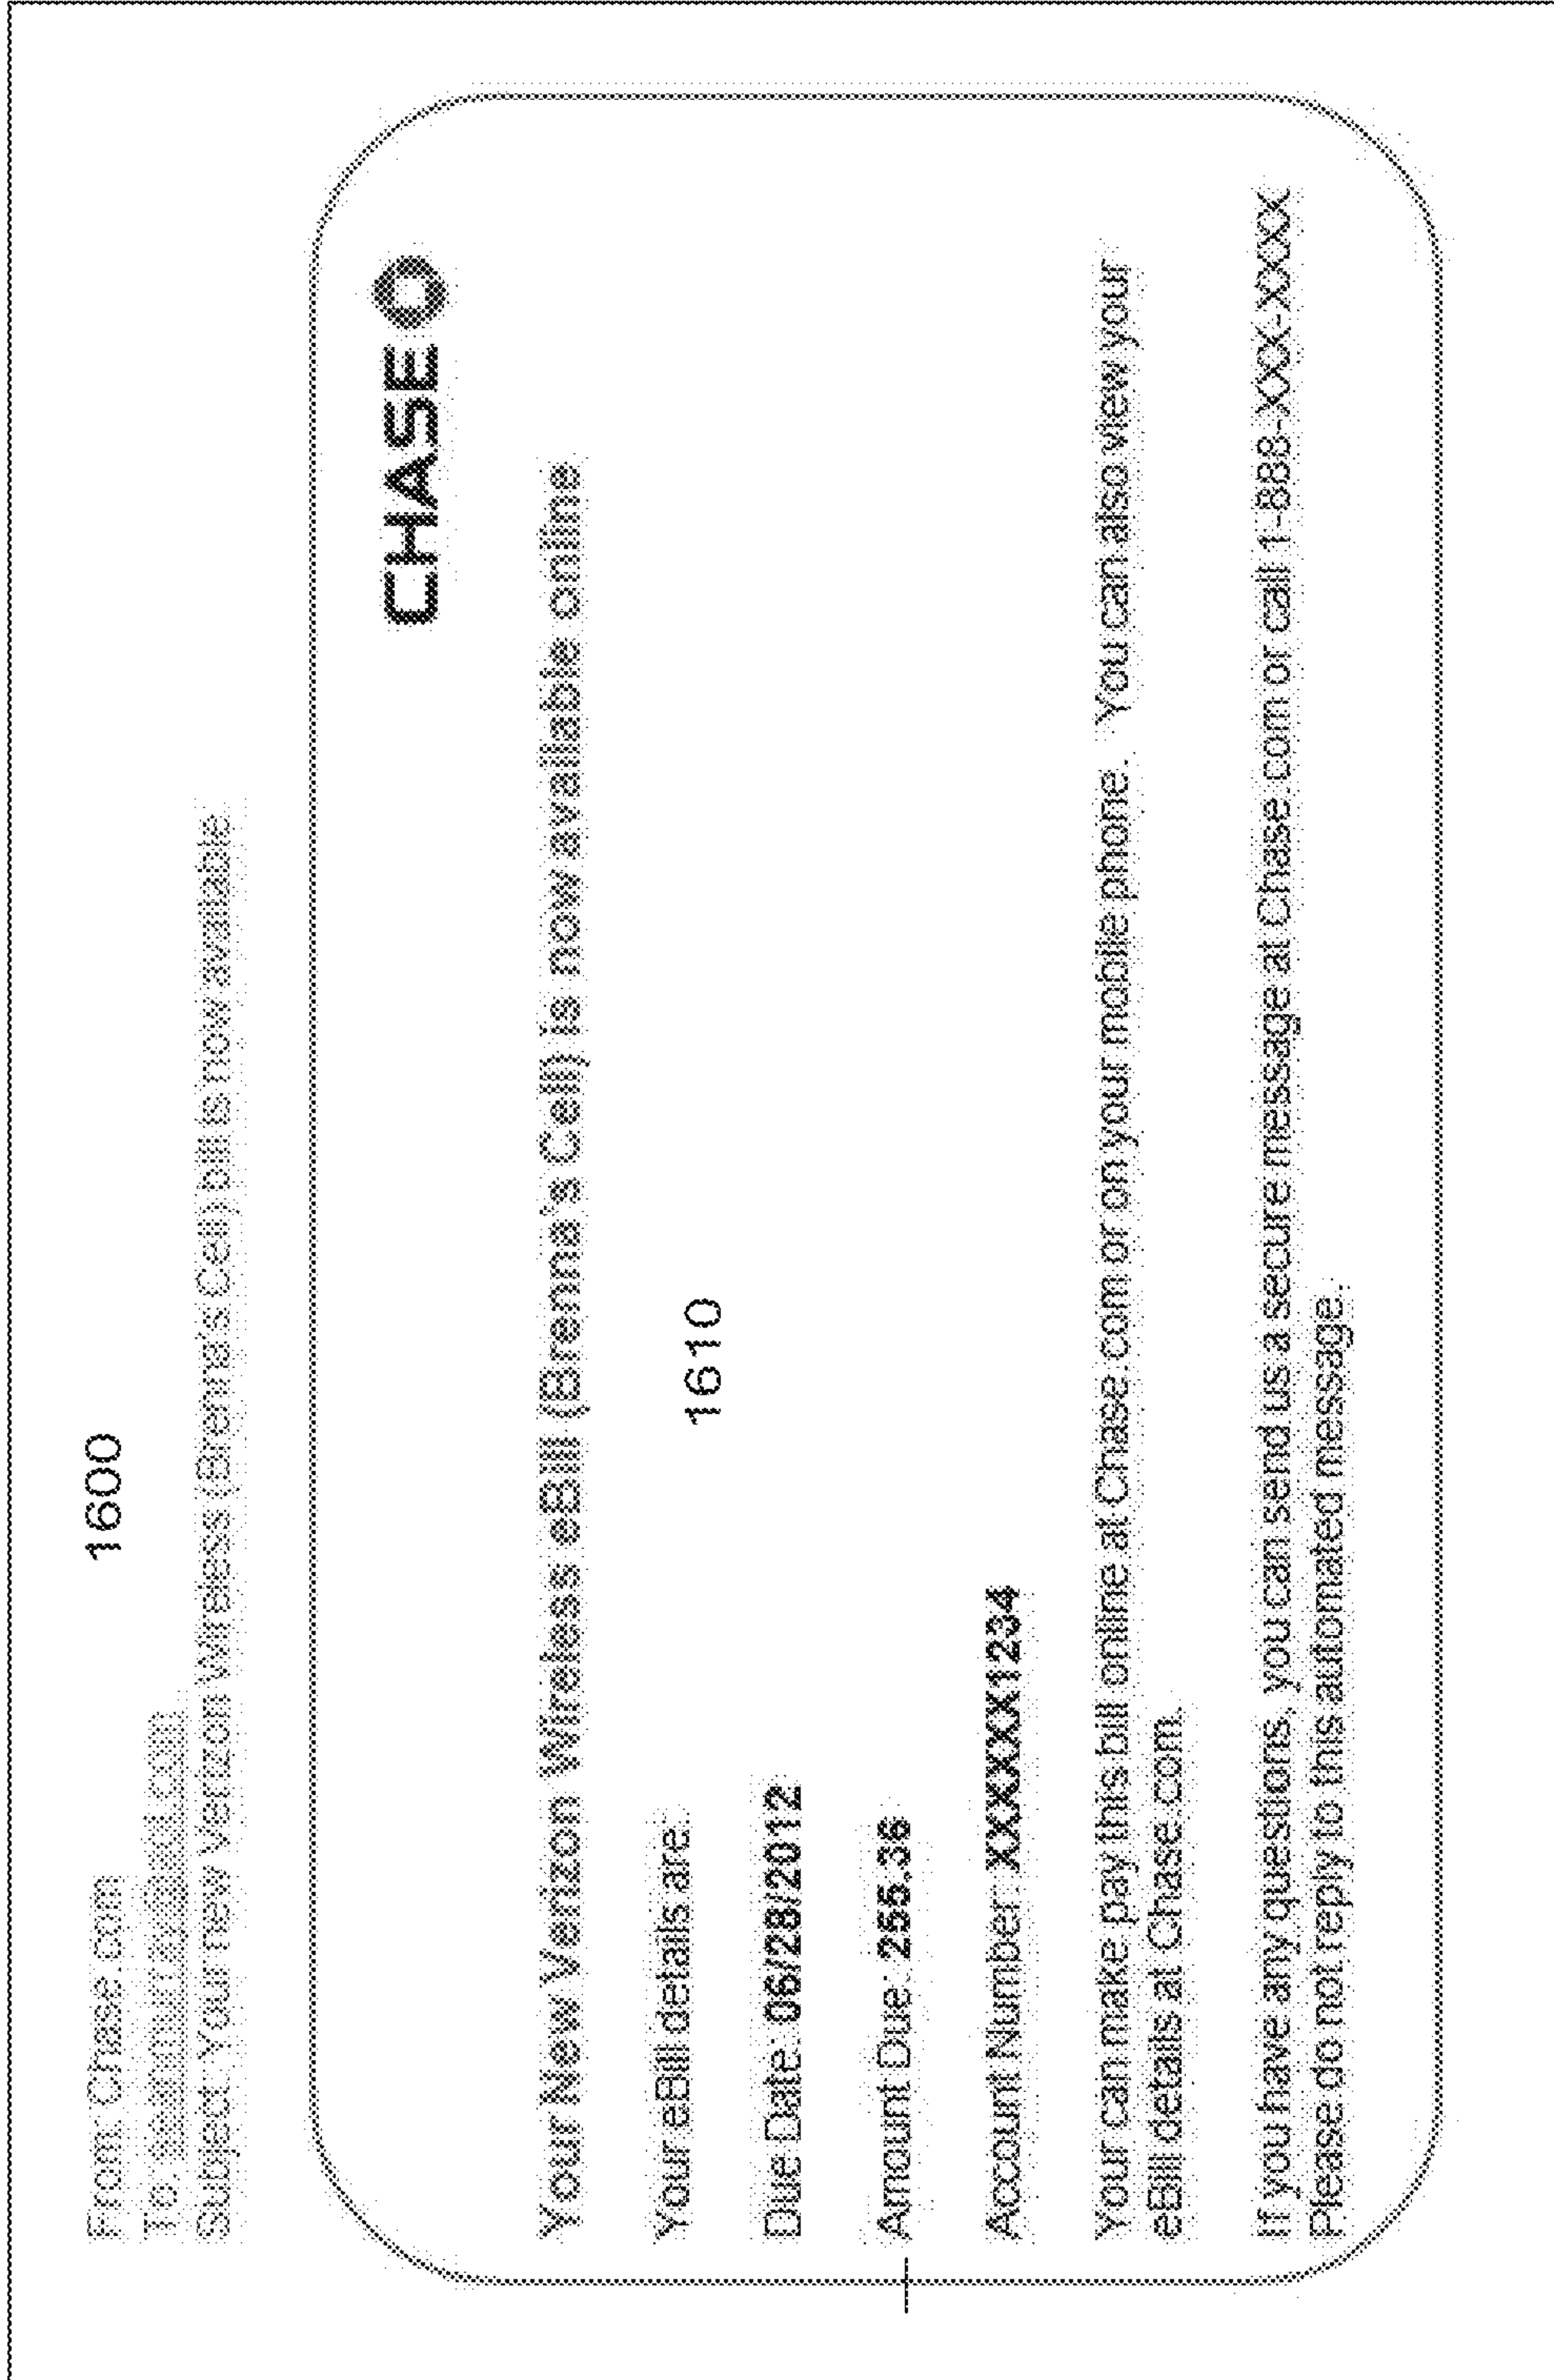 1600
From: Chase.com
To:
Subject: Your new Verizon Wireless (Brenna's Cell) bill is now available
CHASE
Your New Verizon Wireless eBill (Brenna's Cell) is now available online
1610
Your eBill details are:
Due Date: 06/28/2012
Amount Due: 255.36
Account Number: XXXXXX1234
Your can make pay this bill online at Chase.com or on your mobile phone. You can also view your
eBill details at Chase.com.
If you have any questions, you can send us a secure message at Chase.com or call 1-888-XXX-XXXX
Please do not reply to this automated message.